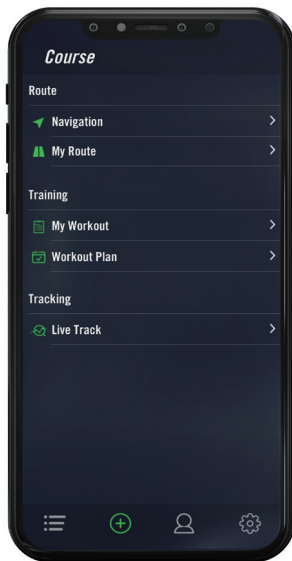 Course
Route
Navigation
My Route
Training
My Workout
Workout Plan
Tracking
Live Track